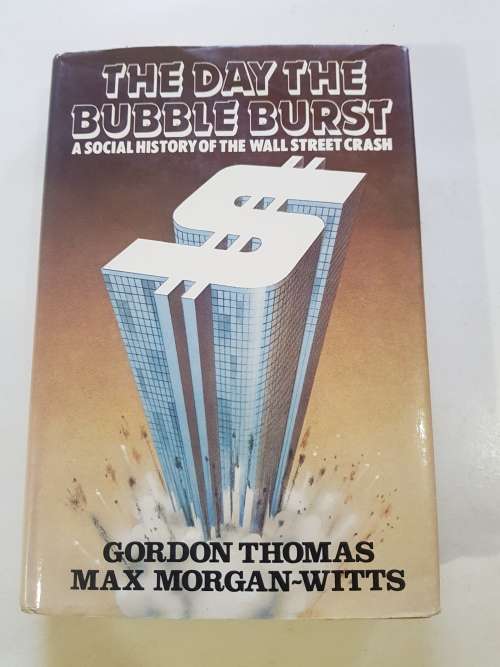 THE DAY THE
BUBBLE BURST
A SOCIAL HISTORY OF THE WALL STREET CRASH
GORDON THOMAS
MAX MORGAN~WITTS